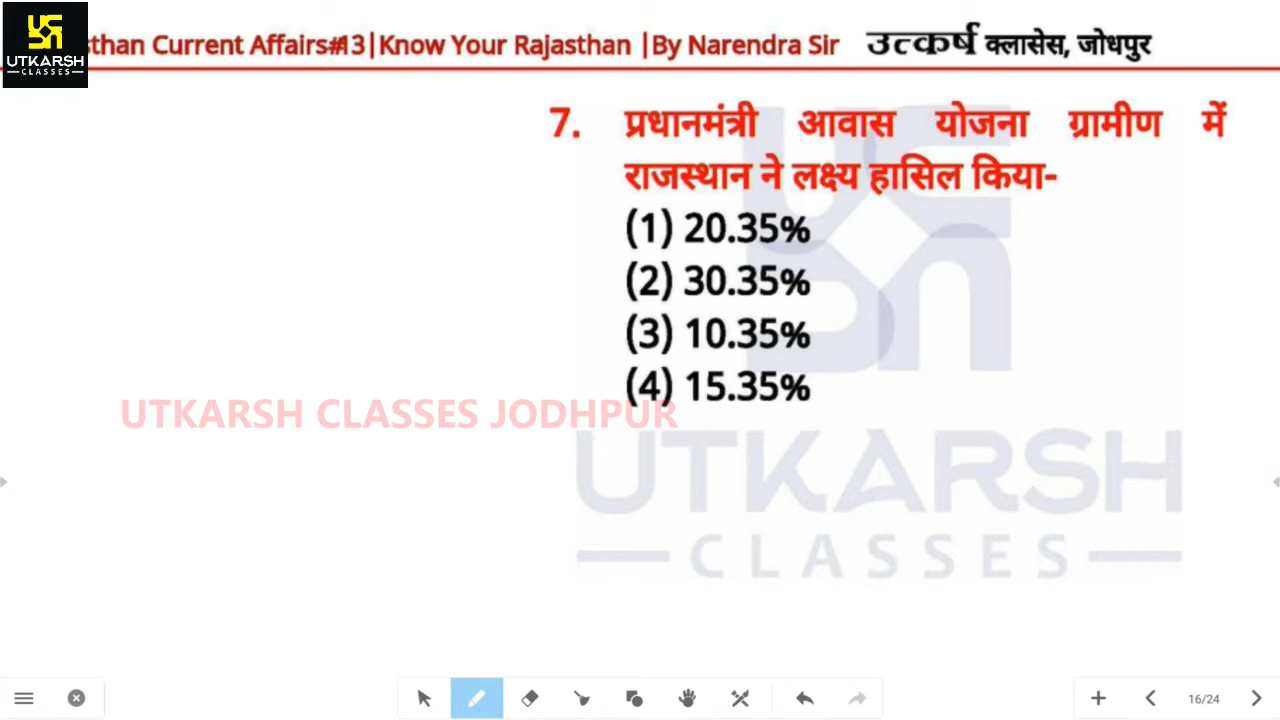 UTKARSH
CLASSES
sthan Current Affairs#13|Know Your Rajasthan |By Narendra Sir उत्कर्ष क्लासेस, जोधपुर
7. प्रधानमंत्री आवास योजना ग्रामीण में
राजस्थान ने लक्ष्य हासिल किया-
(1) 20.35%
(2) 30.35%
(3) 10.35%
(4) 15.35%
UTKARSH CLASSES JODHPUR
UTKARSH
CLASSES
16/24